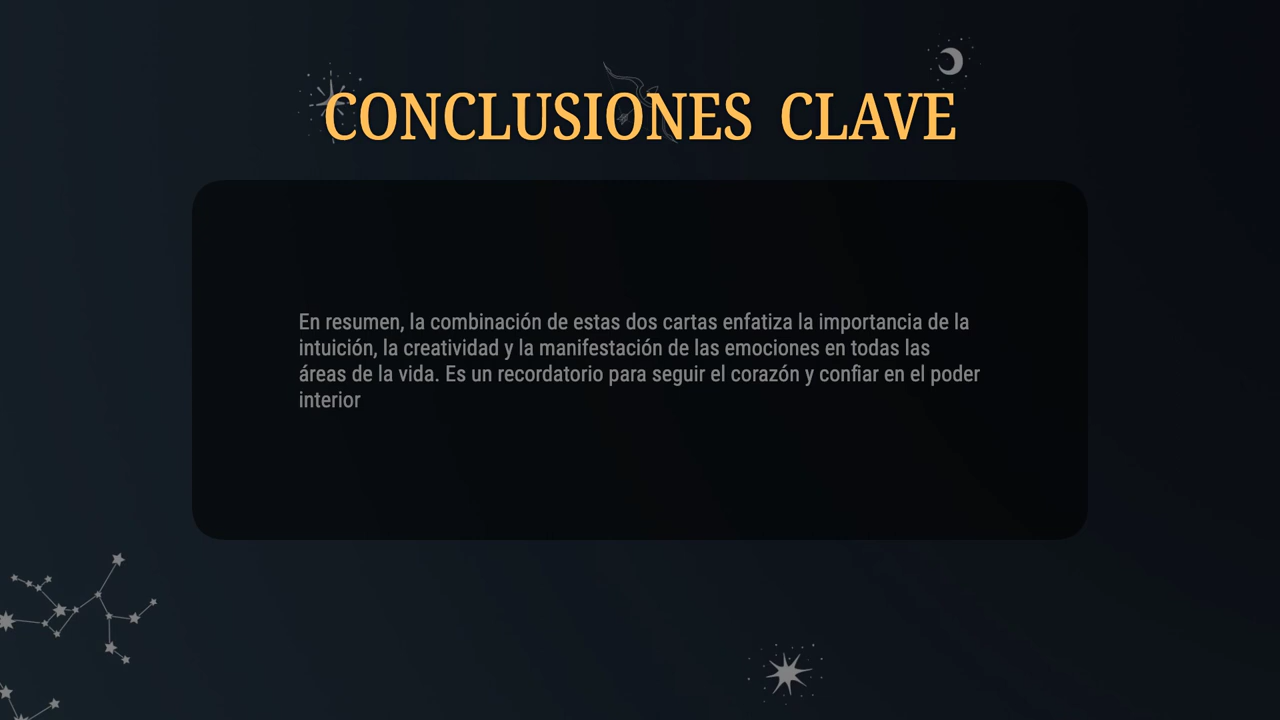 CONCLUSIONES CLAVE
En resumen, la combinación de estas dos cartas enfatiza la importancia de la
intuición, la creatividad y la manifestación de las emociones en todas las
áreas de la vida. Es un recordatorio para seguir el corazón y confiar en el poder
interior